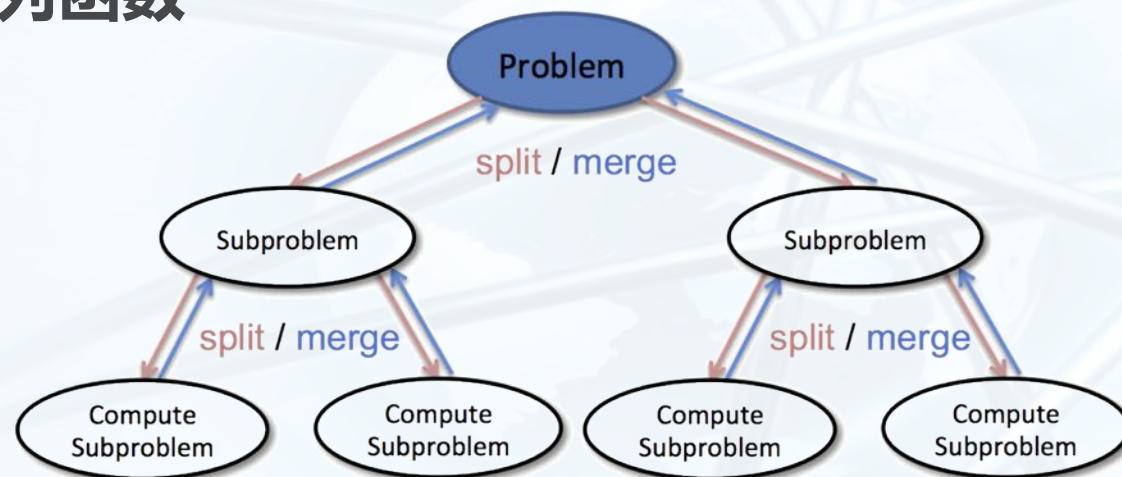 列函数
Problem
split / merge
Subproblem
Subproblem
split / merge
split / merge
Compute
Subproblem
Compute
Subproblem
Compute
Subproblem
Compute
Subproblem